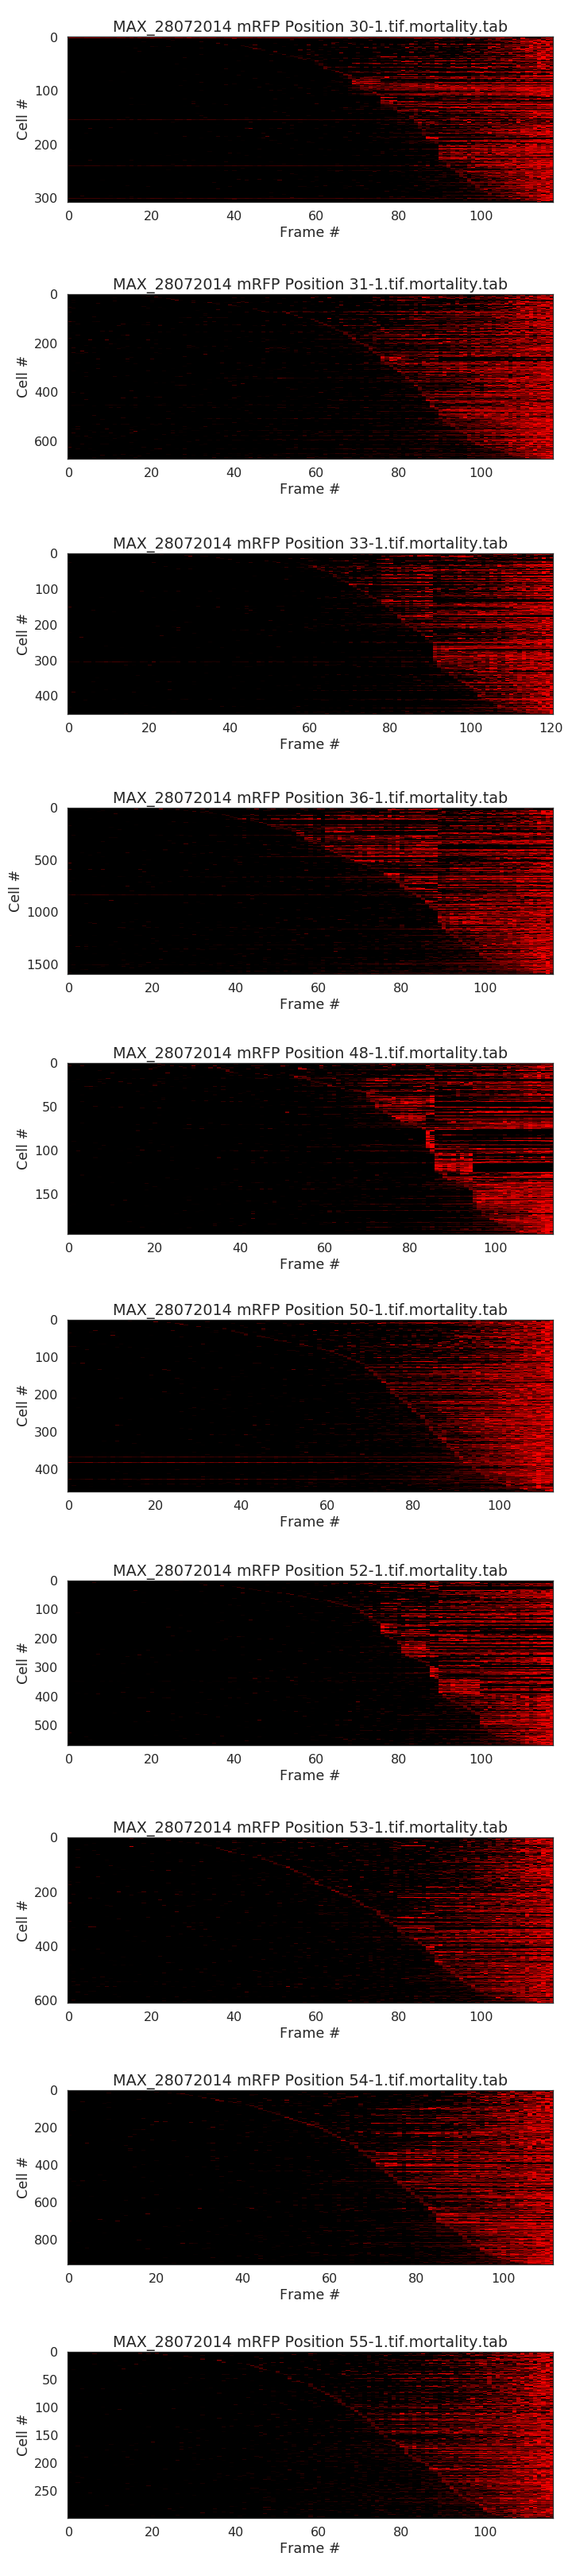 MAX_28072014 mRFP Position 30-1.tif.mortality.tab
0
100
200
300
Cell #
0 20 40 60 80 100
Frame #
MAX_28072014 mRFP Position 31-1.tif.mortality.tab
0
200
400
600
Cell #
0 20 40 60 80 100
Frame #
MAX_28072014 mRFP Position 33-1.tif.mortality.tab
0
100
200
300
400
Cell #
0 20 40 60 80 100 120
Frame #
MAX_28072014 mRFP Position 36-1.tif.mortality.tab
0
500
1000
1500
Cell #
0 20 40 60 80 100
Frame #
MAX_28072014 mRFP Position 48-1.tif.mortality.tab
0
50
100
150
Cell #
0 20 40 60 80 100
Frame #
MAX_28072014 mRFP Position 50-1.tif.mortality.tab
0
100
200
300
400
Cell #
0 20 40 60 80 100
Frame #
MAX_28072014 mRFP Position 52-1.tif.mortality.tab
0
100
200
300
400
500
Cell #
0 20 40 60 80 100
Frame #
MAX_28072014 mRFP Position 53-1.tif.mortality.tab
0
200
400
600
Cell #
0 20 40 60 80 100
Frame #
MAX_28072014 mRFP Position 54-1.tif.mortality.tab
0
200
400
600
800
Cell #
0 20 40 60 80 100
Frame #
MAX_28072014 mRFP Position 55-1.tif.mortality.tab
0
50
100
150
200
250
Cell #
0 20 40 60 80 100
Frame #